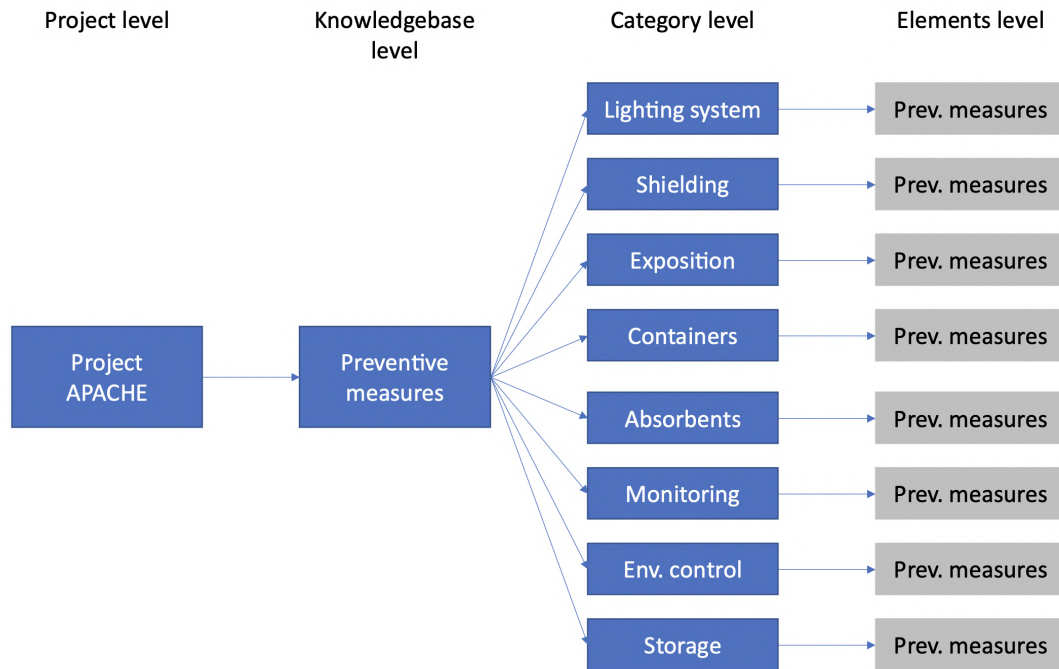 Project level
Knowledgebase
level
Category level
Elements level
Lighting system
Prev. measures
Shielding
Prev. measures
Exposition
Prev. measures
Project
APACHE
Preventive
measures
Containers
Prev. measures
Absorbents
Prev. measures
Monitoring
Prev. measures
Env. control
Prev. measures
Storage
Prev. measures